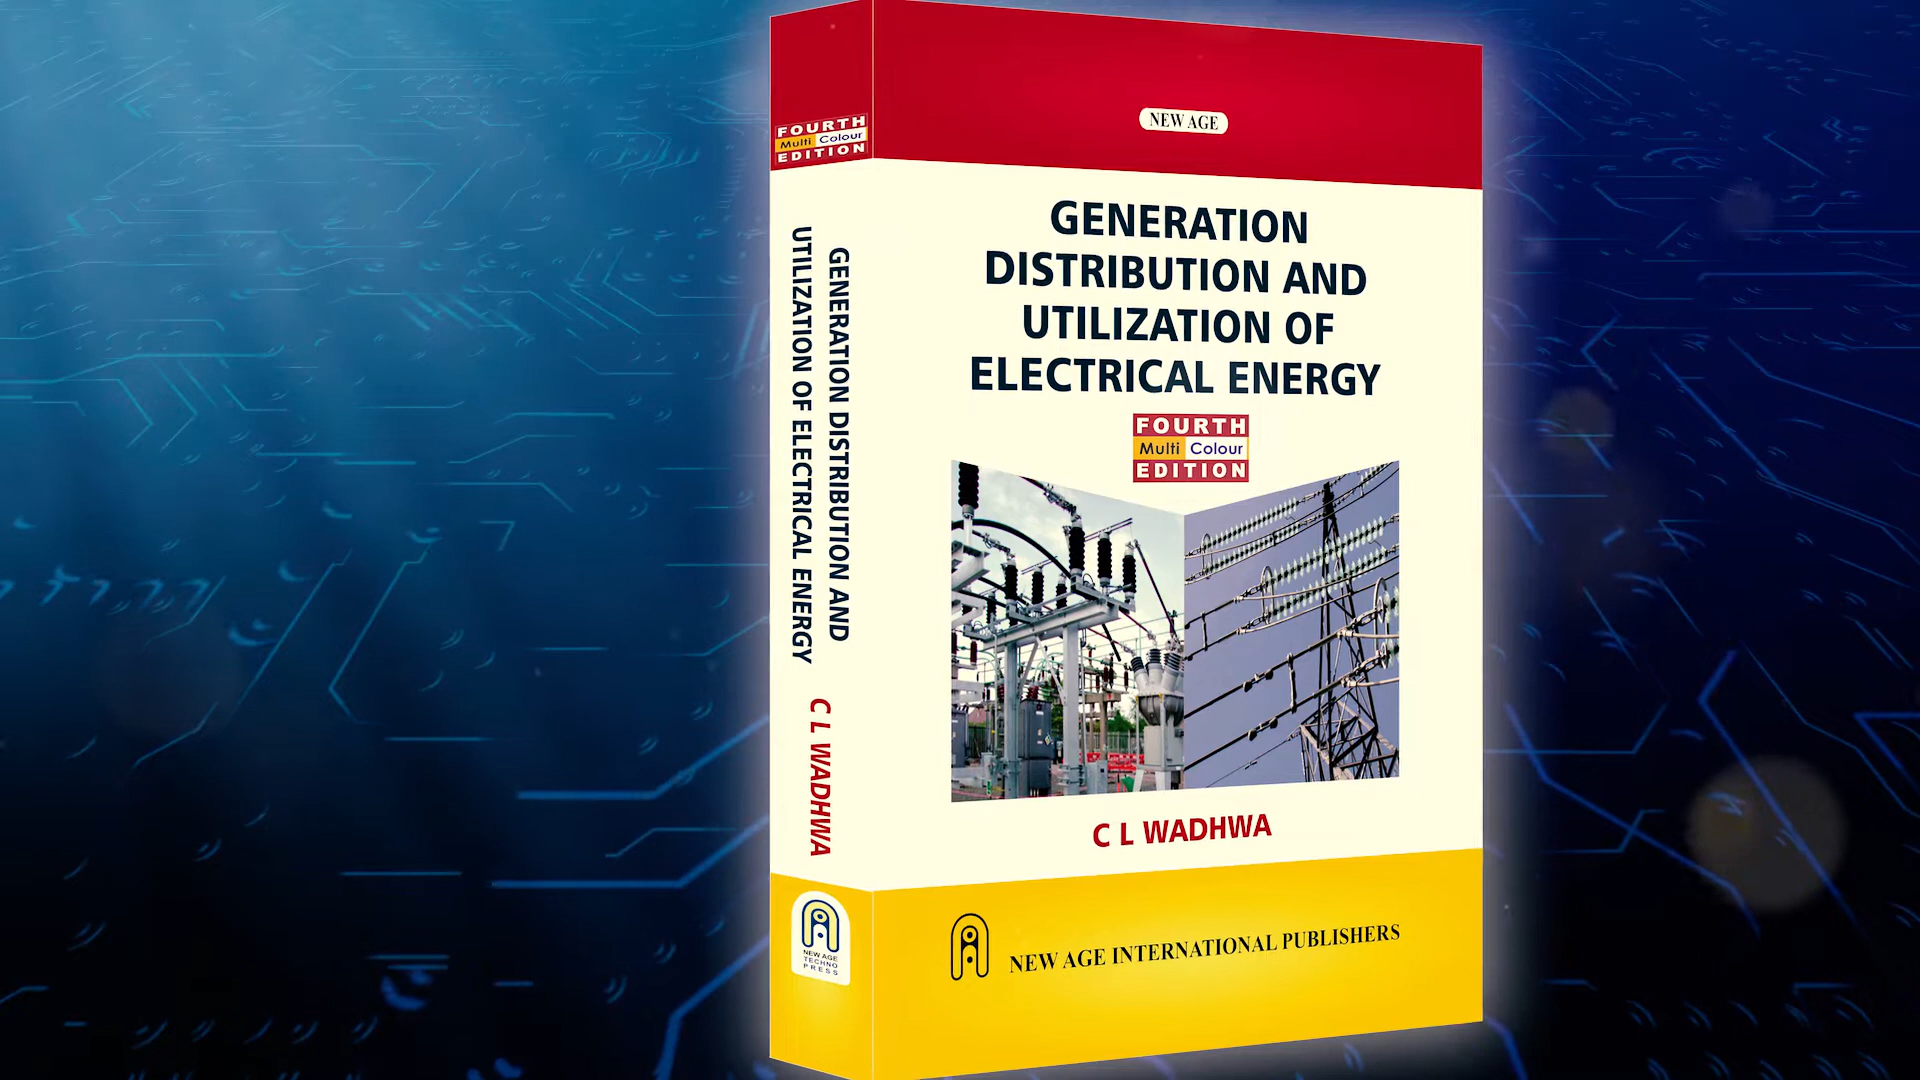 FOURTH
Multi Colour
EDITION
GENERATION DISTRIBUTION AND
UTILIZATION OF ELECTRICAL ENERGY
C L WADHWA
NEW AGE
TECHNO
PRESS
NEW AGE
GENERATION
DISTRIBUTION AND
UTILIZATION OF
ELECTRICAL ENERGY
FOURTH
Multi Colour
EDITION
C L WADHWA
NEW AGE INTERNATIONAL PUBLISHERS